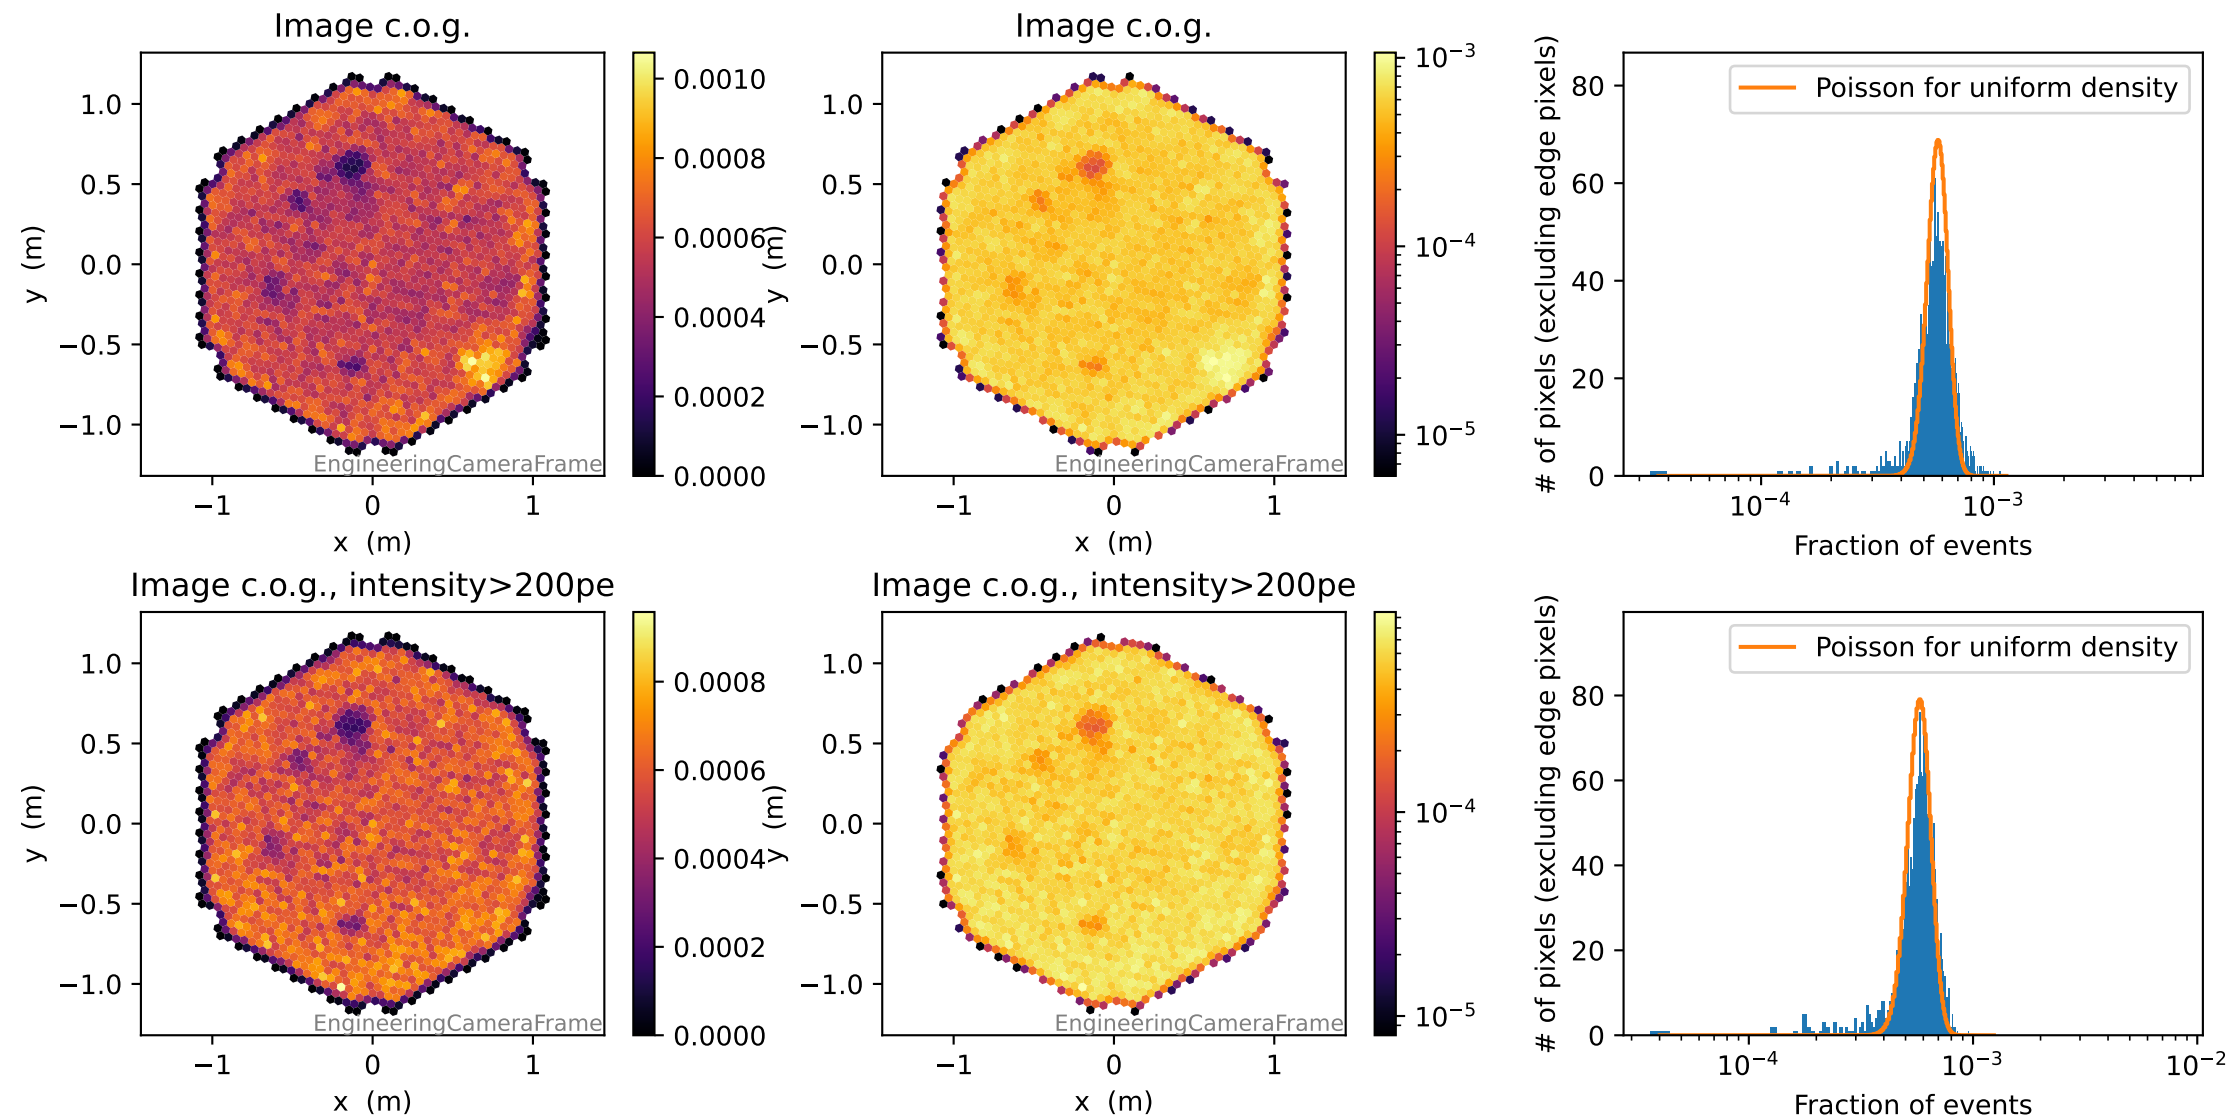 Image c.o.g.
1.0
0.5
0.0
−0.5
−1.0
y (m)
−1
0
1
x (m)
EngineeringCameraFrame
0.0010
0.0008
0.0006
0.0004
0.0002
0.0000
Image c.o.g.
1.0
0.5
0.0
−0.5
−1.0
y (m)
−1
0
1
x (m)
EngineeringCameraFrame
10⁻³
10⁻⁴
10⁻⁵
Poisson for uniform density
80
60
40
20
0
# of pixels (excluding edge pixels)
10⁻⁴
10⁻³
Fraction of events
Image c.o.g., intensity>200pe
1.0
0.5
0.0
−0.5
−1.0
y (m)
−1
0
1
x (m)
EngineeringCameraFrame
0.0008
0.0006
0.0004
0.0002
0.0000
Image c.o.g., intensity>200pe
1.0
0.5
0.0
−0.5
−1.0
y (m)
−1
0
1
x (m)
EngineeringCameraFrame
10⁻⁴
10⁻⁵
Poisson for uniform density
80
60
40
20
0
# of pixels (excluding edge pixels)
10⁻⁴
10⁻³
10⁻²
Fraction of events